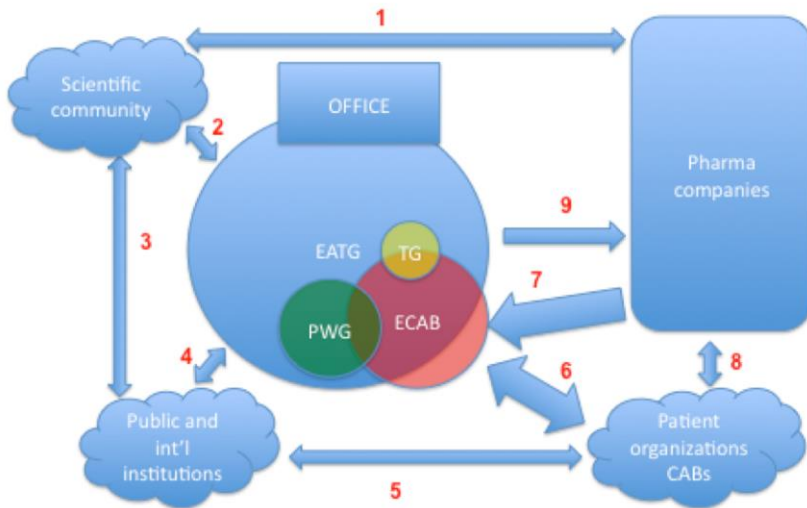 1
Scientific
community
2
OFFICE
Pharma
companies
3
EATG
TG
9
7
PWG
ECAB
4
6
8
Public and
int'l
institutions
Patient
organizations
CABs
5